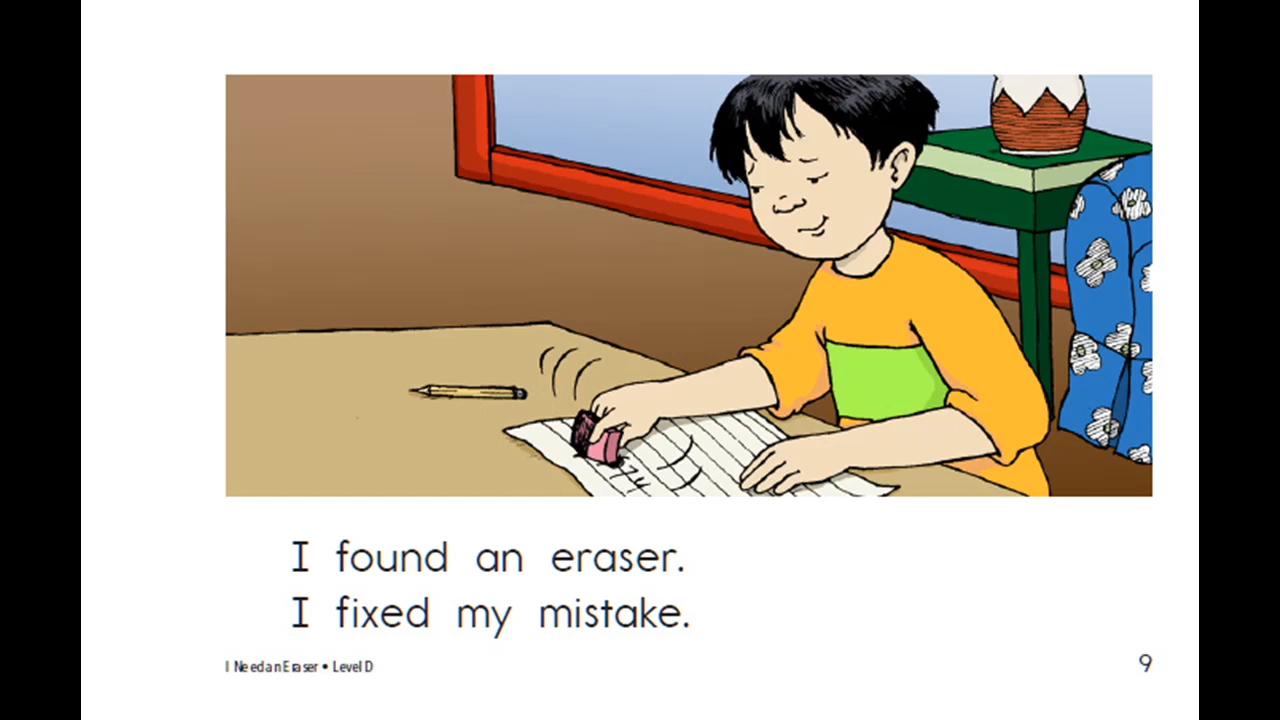 I found an eraser.
I fixed my mistake.
I Need an Eraser • Level D
9